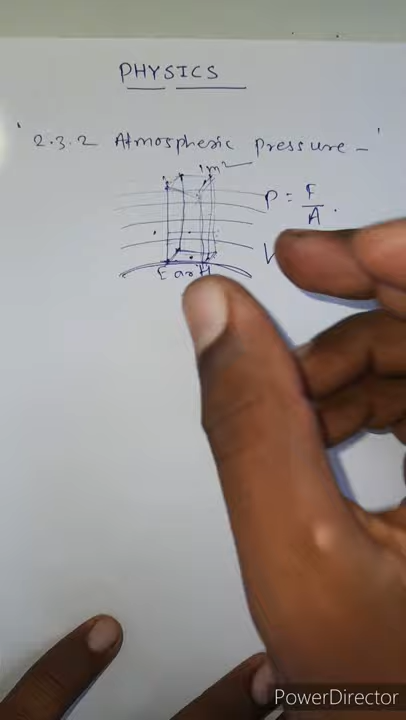 PHYSICS
2.3.2 Atmospheric Pressure -
1m²
P = F/A.
Earth
PowerDirector